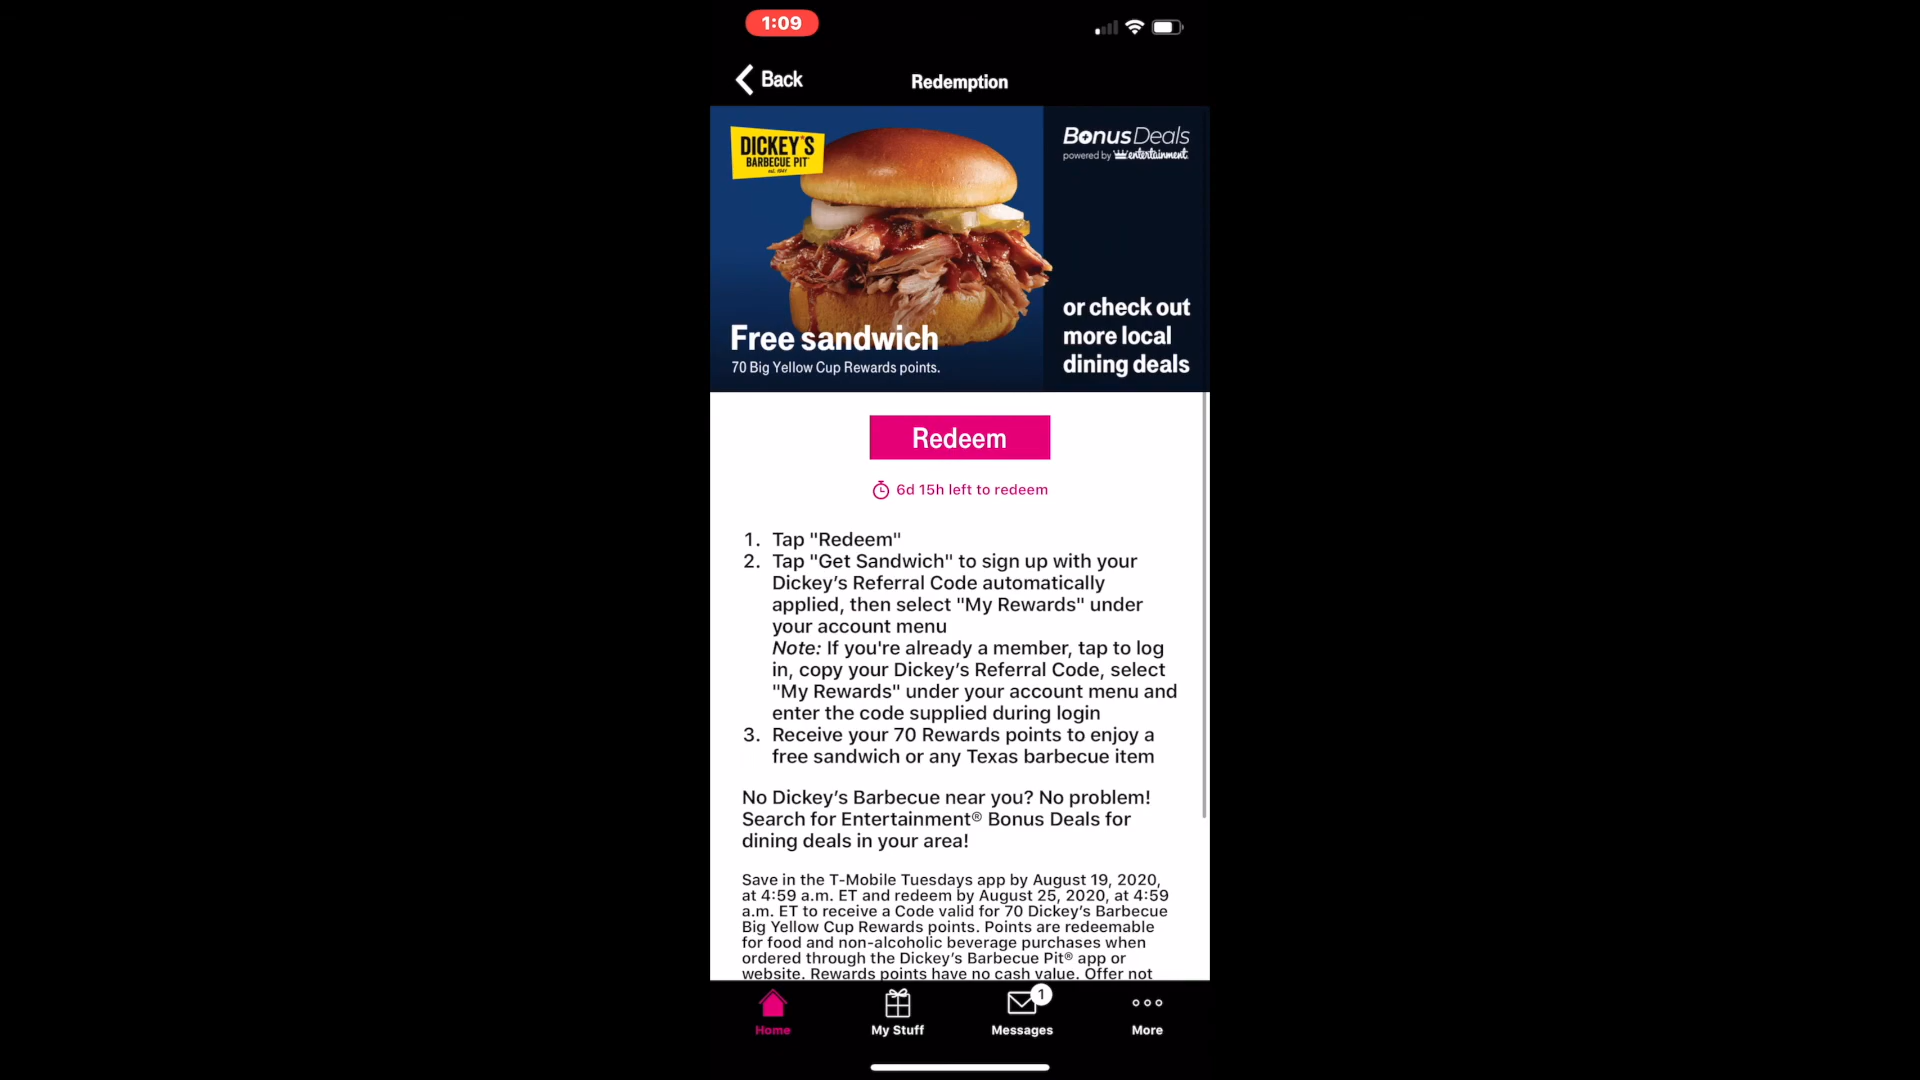 1:09
Back
Redemption
DICKEY'S
BARBECUE PIT
est. 1941
BonusDeals
powered by entertainment.
or check out
more local
dining deals
Free sandwich
70 Big Yellow Cup Rewards points.
Redeem
6d 15h left to redeem
1. Tap "Redeem"
2. Tap "Get Sandwich" to sign up with your
Dickey’s Referral Code automatically
applied, then select "My Rewards" under
your account menu
Note: If you're already a member, tap to log
in, copy your Dickey’s Referral Code, select
"My Rewards" under your account menu and
enter the code supplied during login
3. Receive your 70 Rewards points to enjoy a
free sandwich or any Texas barbecue item
No Dickey’s Barbecue near you? No problem!
Search for Entertainment® Bonus Deals for
dining deals in your area!
Save in the T-Mobile Tuesdays app by August 19, 2020,
at 4:59 a.m. ET and redeem by August 25, 2020, at 4:59
a.m. ET to receive a Code valid for 70 Dickey’s Barbecue
Big Yellow Cup Rewards points. Points are redeemable
for food and non-alcoholic beverage purchases when
ordered through the Dickey’s Barbecue Pit® app or
website. Rewards points have no cash value. Offer not
1
Home
My Stuff
Messages
More